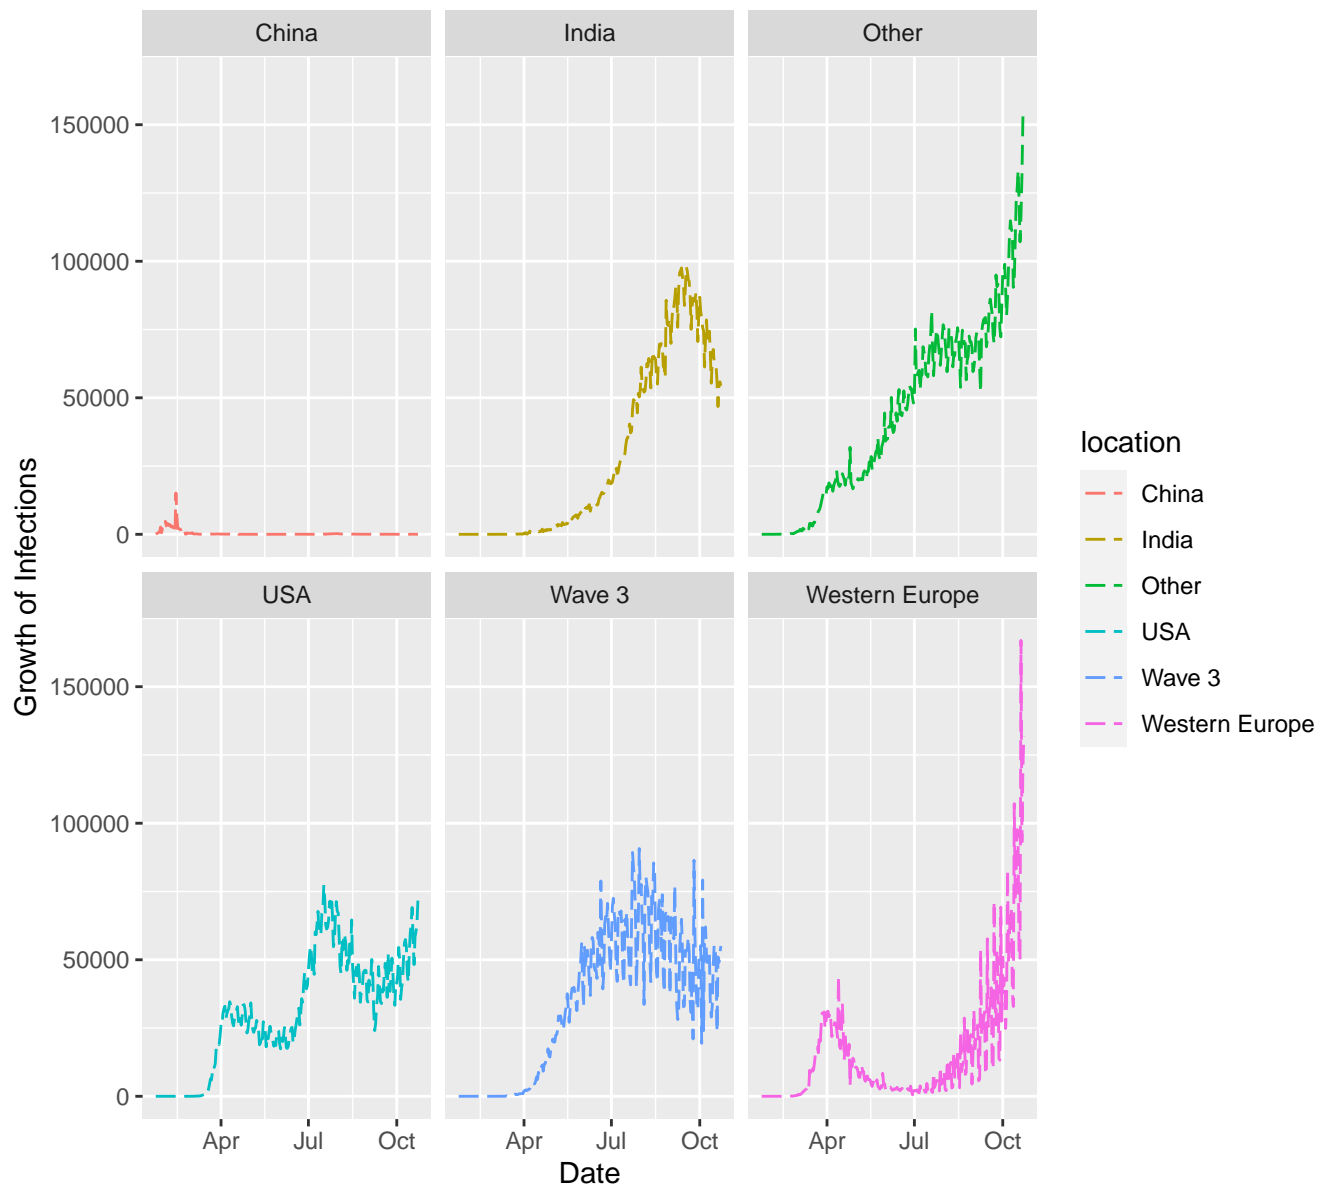 China India Other
150000
100000
50000
0
Growth of Infections
USA Wave 3 Western Europe
150000
100000
50000
0
Apr Jul Oct Apr Jul Oct Apr Jul Oct
Date
location
China
India
Other
USA
Wave 3
Western Europe